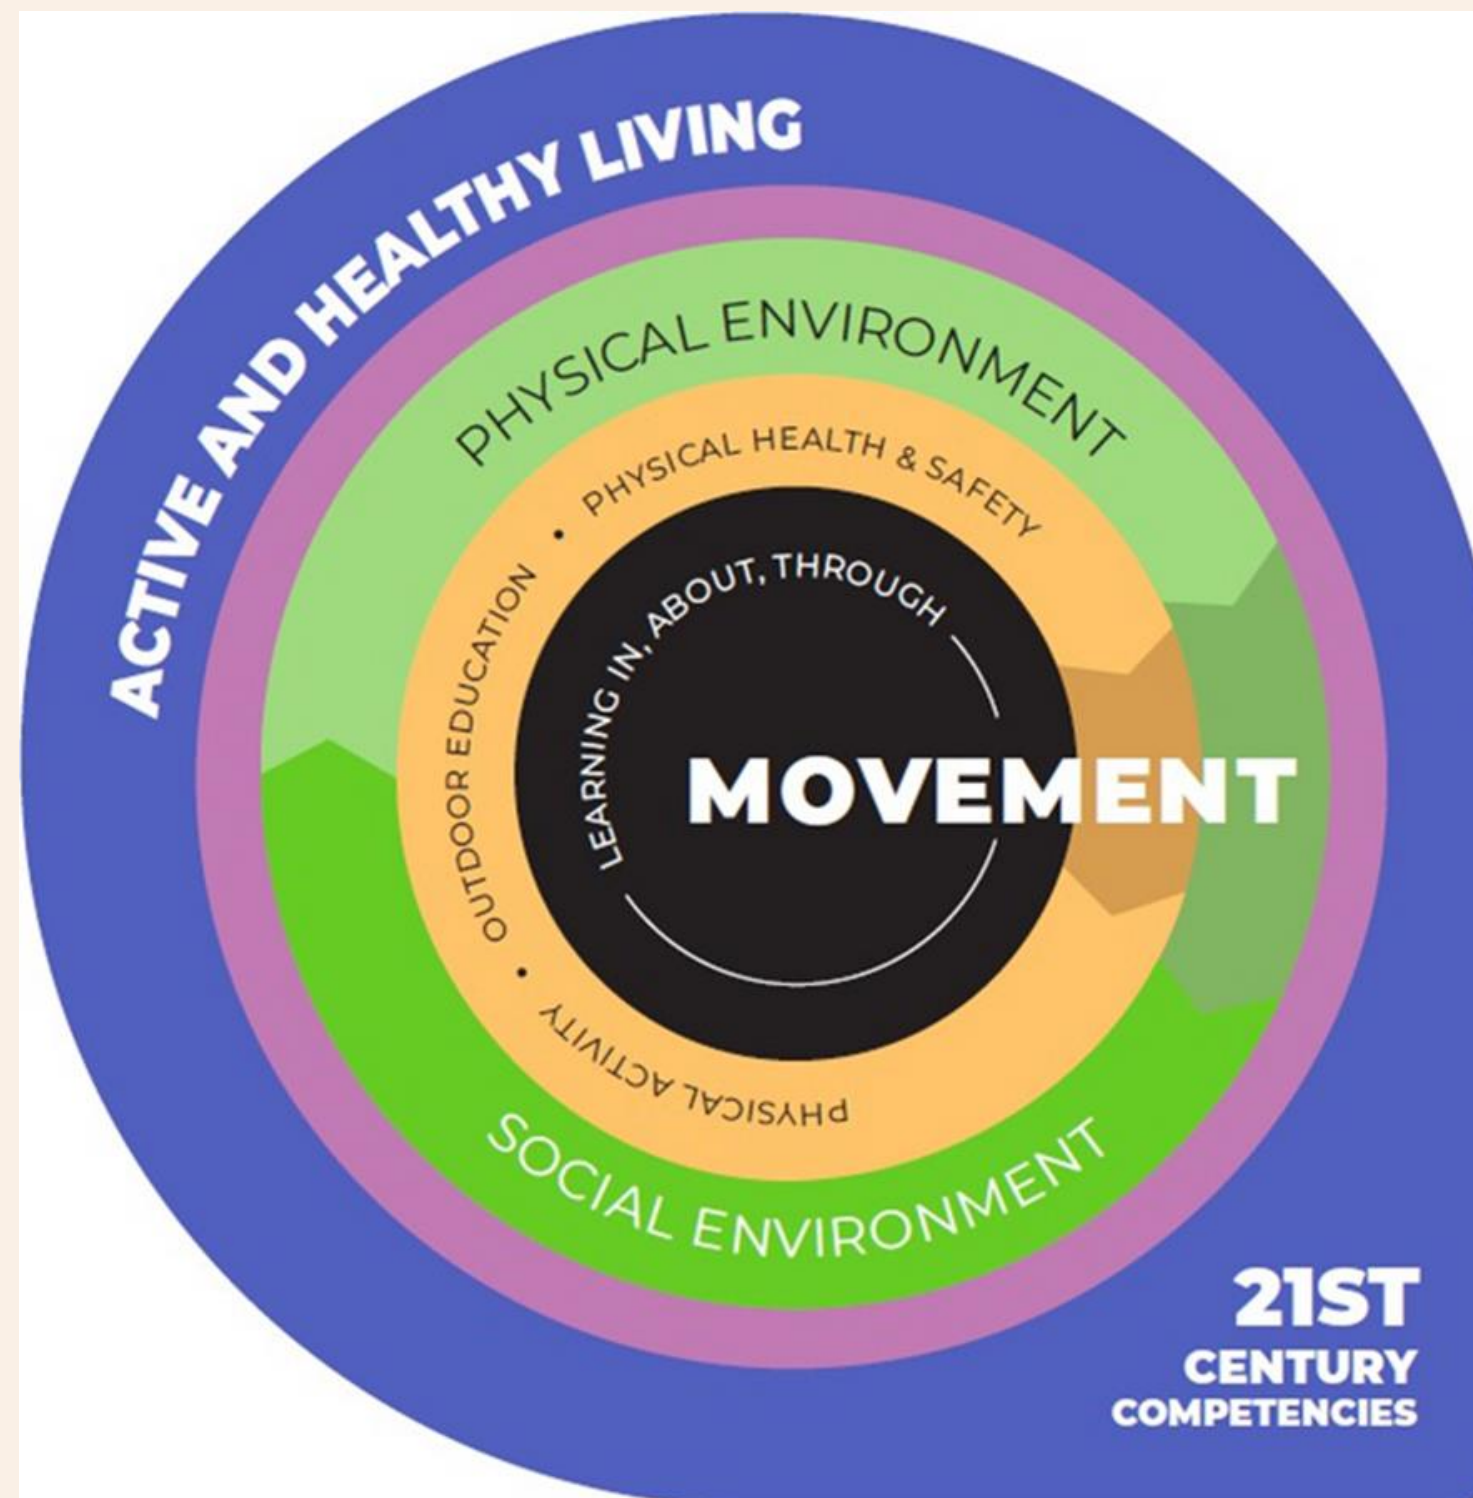 ACTIVE AND HEALTHY LIVING
PHYSICAL ENVIRONMENT
PHYSICAL HEALTH & SAFETY
•
OUTDOOR EDUCATION
•
PHYSICAL ACTIVITY
LEARNING IN, ABOUT, THROUGH
MOVEMENT
SOCIAL ENVIRONMENT
21ST
CENTURY
COMPETENCIES